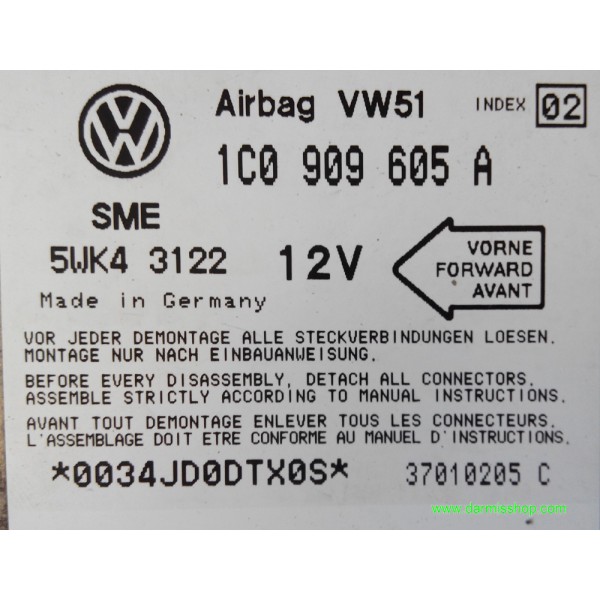 Airbag VW51 INDEX 02
1C0 909 605 A
SME
5WK4 3122 12V
VORNE
FORWARD
AVANT
Made in Germany
VOR JEDER DEMONTAGE ALLE STECKVERBINDUNGEN LOESEN.
MONTAGE NUR NACH EINBAUANWEISUNG.
BEFORE EVERY DISASSEMBLY, DETACH ALL CONNECTORS.
ASSEMBLE STRICTLY ACCORDING TO MANUAL INSTRUCTIONS.
AVANT TOUT DEMONTAGE ENLEVER TOUS LES CONNECTEURS.
L'ASSEMBLAGE DOIT ETRE CONFORME AU MANUEL D'INSTRUCTIONS.
*0034JD0DTX0S* 37010205 C
www.darmisshop.com